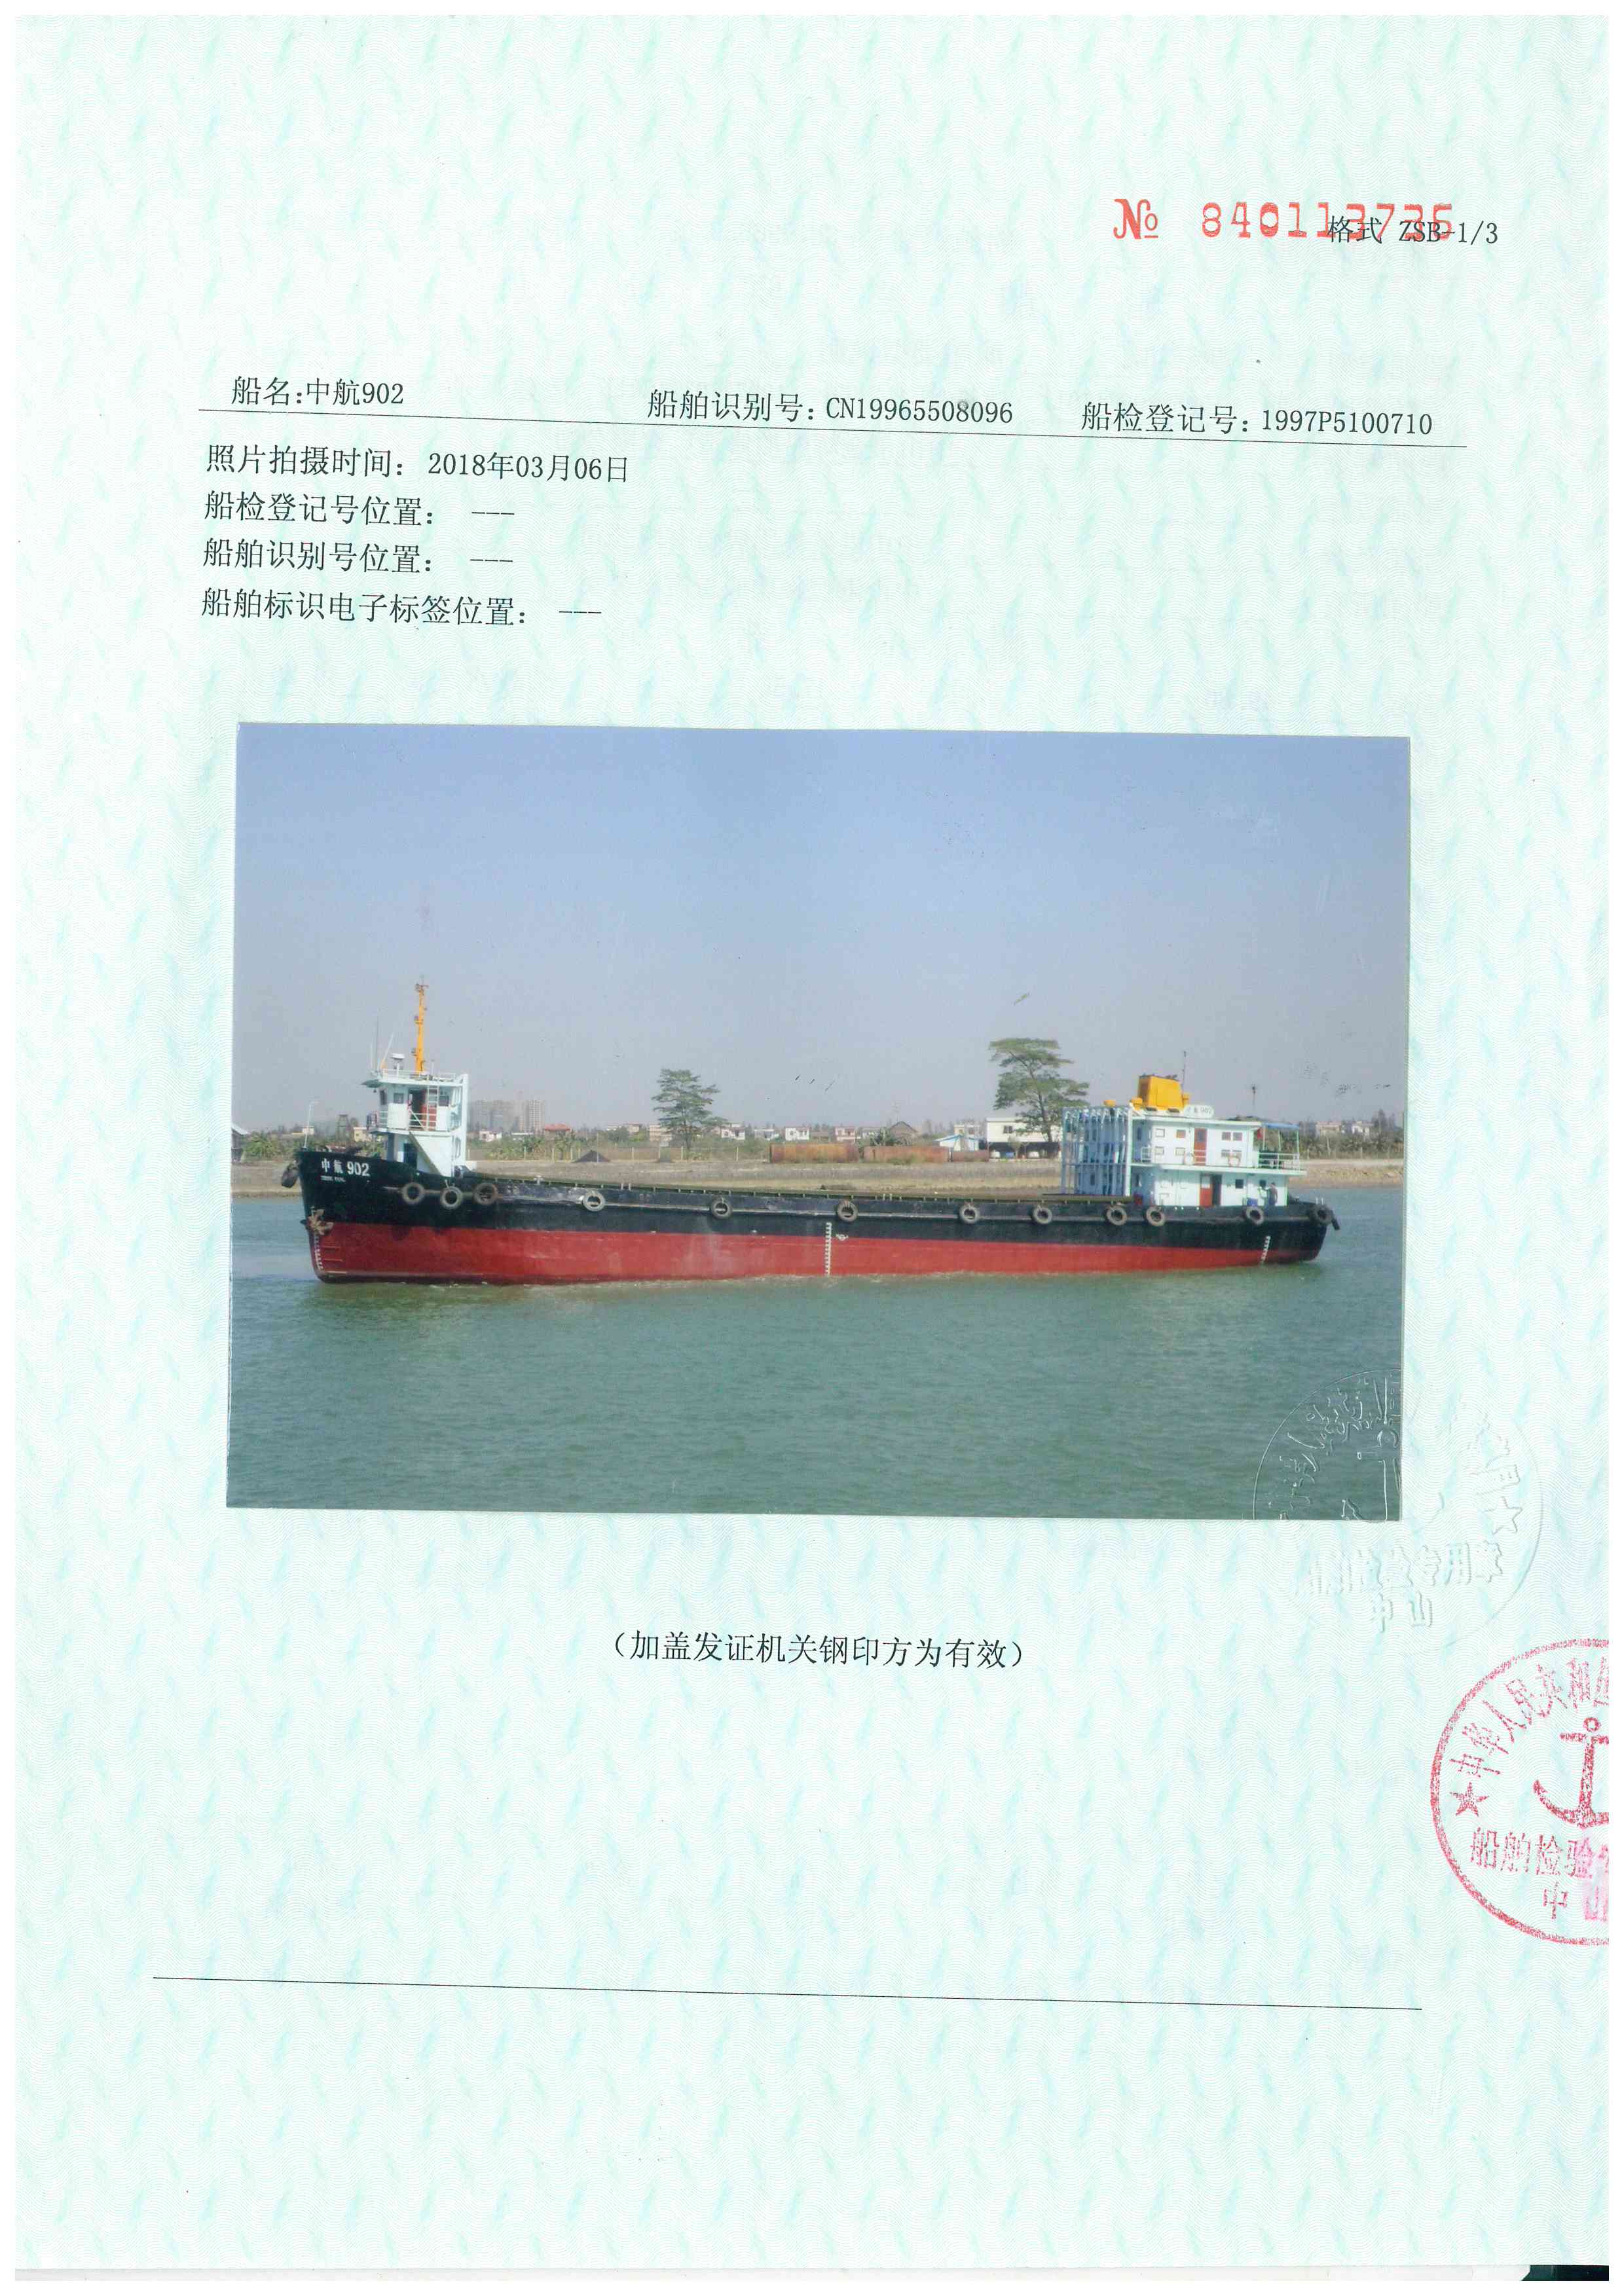 № 840113735
格式 ZSB-1/3
船名:中航902 船舶识别号: CN19965508096 船检登记号: 1997P5100710
照片拍摄时间: 2018年03月06日
船检登记号位置: ---
船舶识别号位置: ---
船舶标识电子标签位置: ---
中航 902
船舶检验专用章
中山
(加盖发证机关钢印方为有效)
中华人民共和国
船舶检验
中山